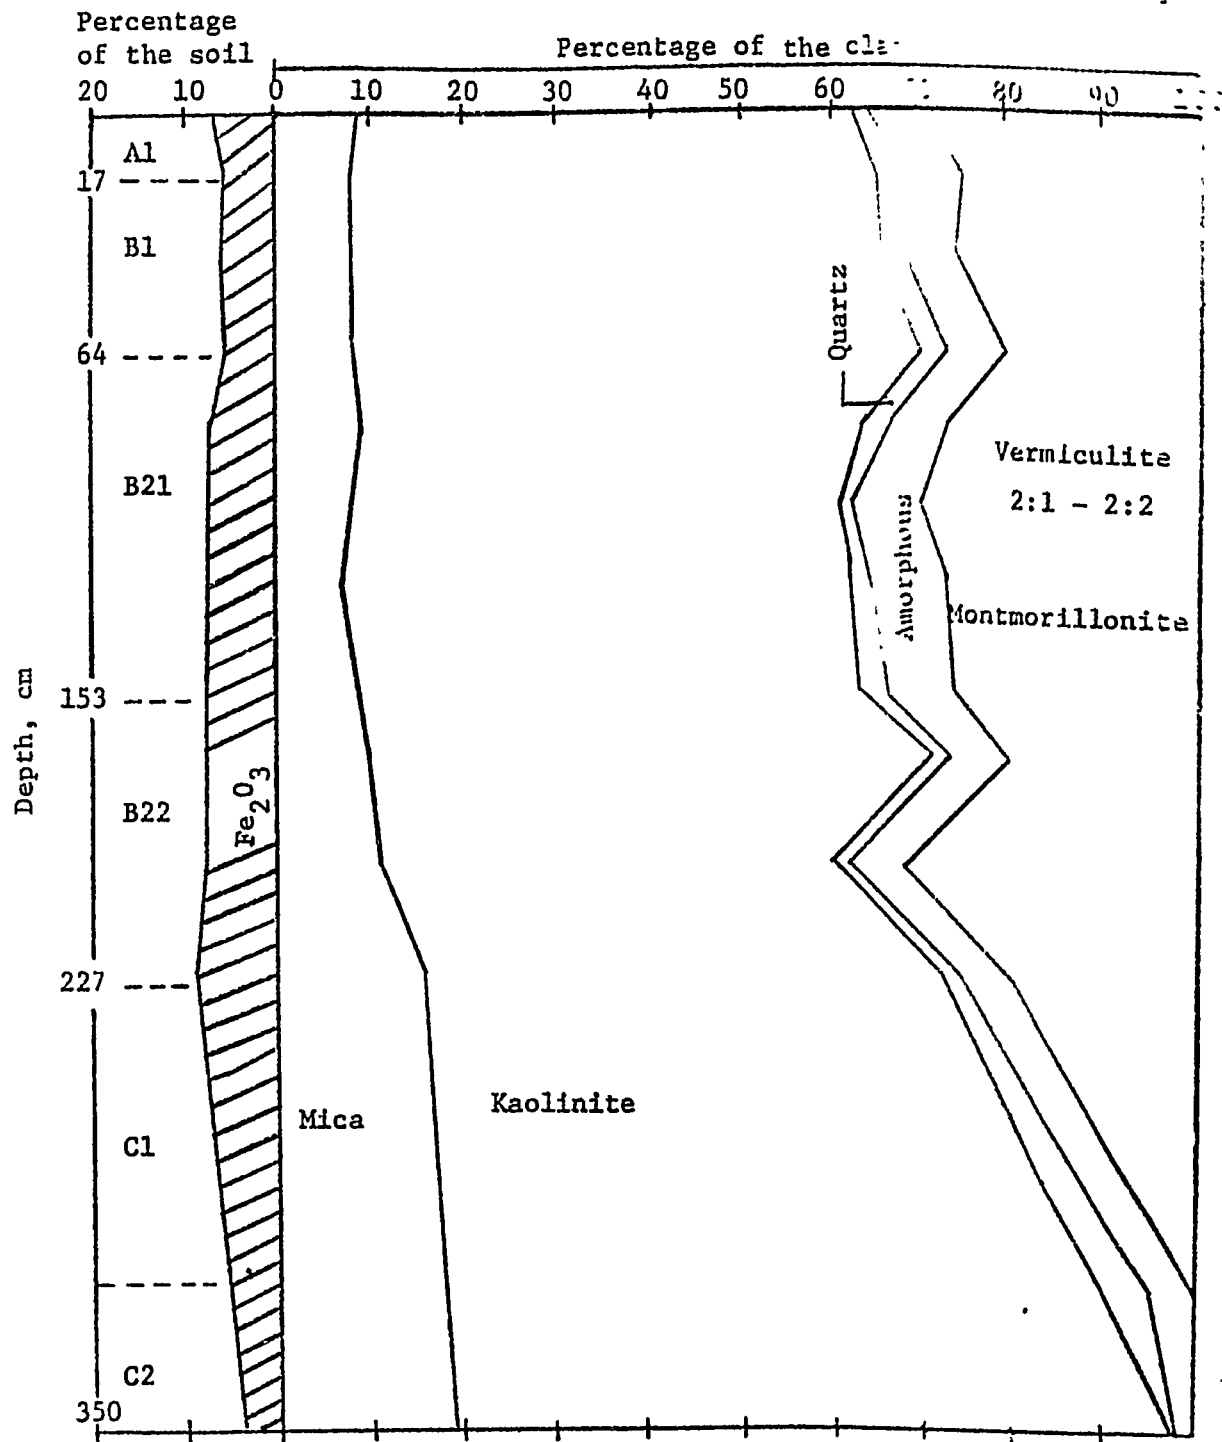 Percentage
of the soil
Percentage of the
20 10 0 10 20 30 40 50 60 80 90
A1
17
B1
Quartz
64
Vermiculite
B21
2:1 - 2:2
Amorphous
Montmorillonite
Depth, cm
153
Fe2O3
B22
227
Kaolinite
Mica
C1
C2
350